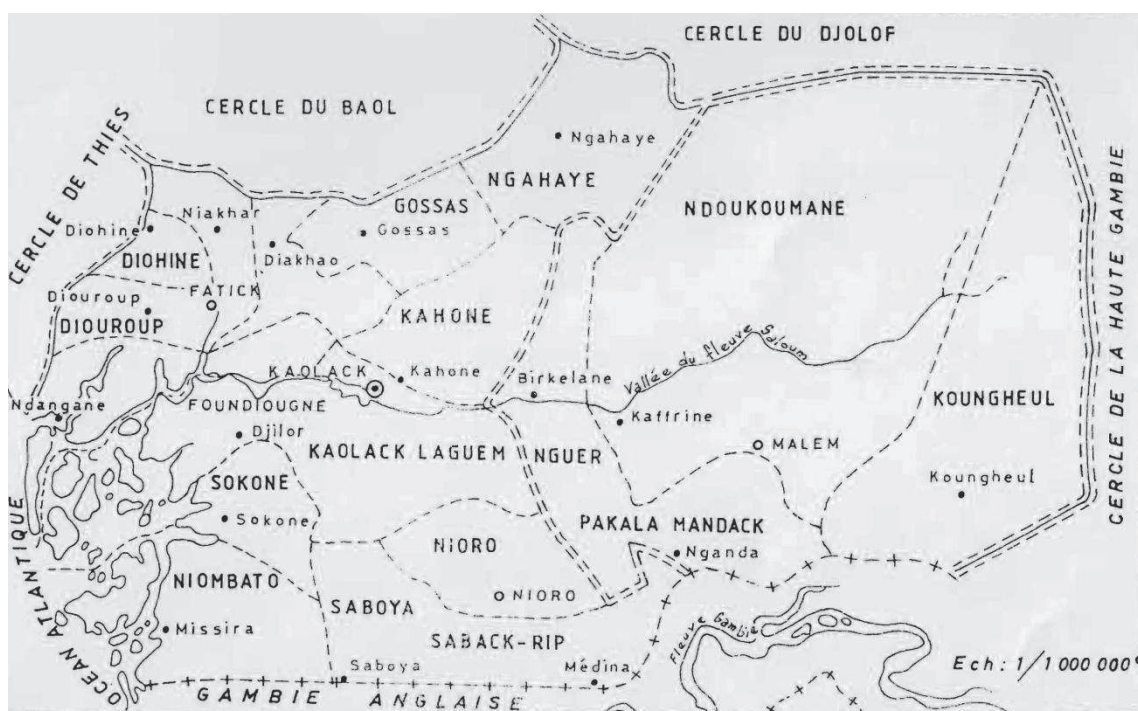 CERCLE DU DJOLOF
CERCLE DU BAOL
CERCLE DE THIES
Ngahaye
NGAHAYE
NDOUKOUMANE
GOSSAS
Gossas
Niakhar
Diohine
Diakhao
DIOHINE
FATICK
Diouroup
DIOUROUP
KAHONE
Vallée du fleuve Saloum
KAOLACK
Kahone
Birkelane
Kaffrine
KOUNGHEUL
Ndangane
FOUNDIOUGNE
Djilor
KAOLACK LAGUEM
NGUER
MALEM
Koungheul
SOKONE
Sokone
PAKALA MANDACK
Nganda
NIORO
NIORO
NIOMBATO
Missira
SABOYA
SABACK-RIP
Saboya
Médina
Fleuve Gambie
OCEAN ATLANTIQUE
GAMBIE ANGLAISE
CERCLE DE LA HAUTE GAMBIE
Ech: 1/1 000 000°